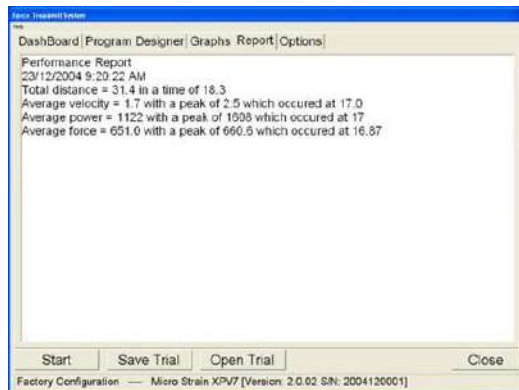 Force Treadmill System
Help
DashBoard Program Designer Graphs Report Options
Performance Report
23/12/2004 9:20:22 AM
Total distance = 31.4 in a time of 18.3
Average velocity = 1.7 with a peak of 2.5 which occured at 17.0
Average power = 1122 with a peak of 1608 which occured at 17
Average force = 651.0 with a peak of 660.6 which occured at 16.87
Start Save Trial Open Trial Close
Factory Configuration — Micro Strain XPV7 [Version: 2.0.02 S/N: 2004120001]